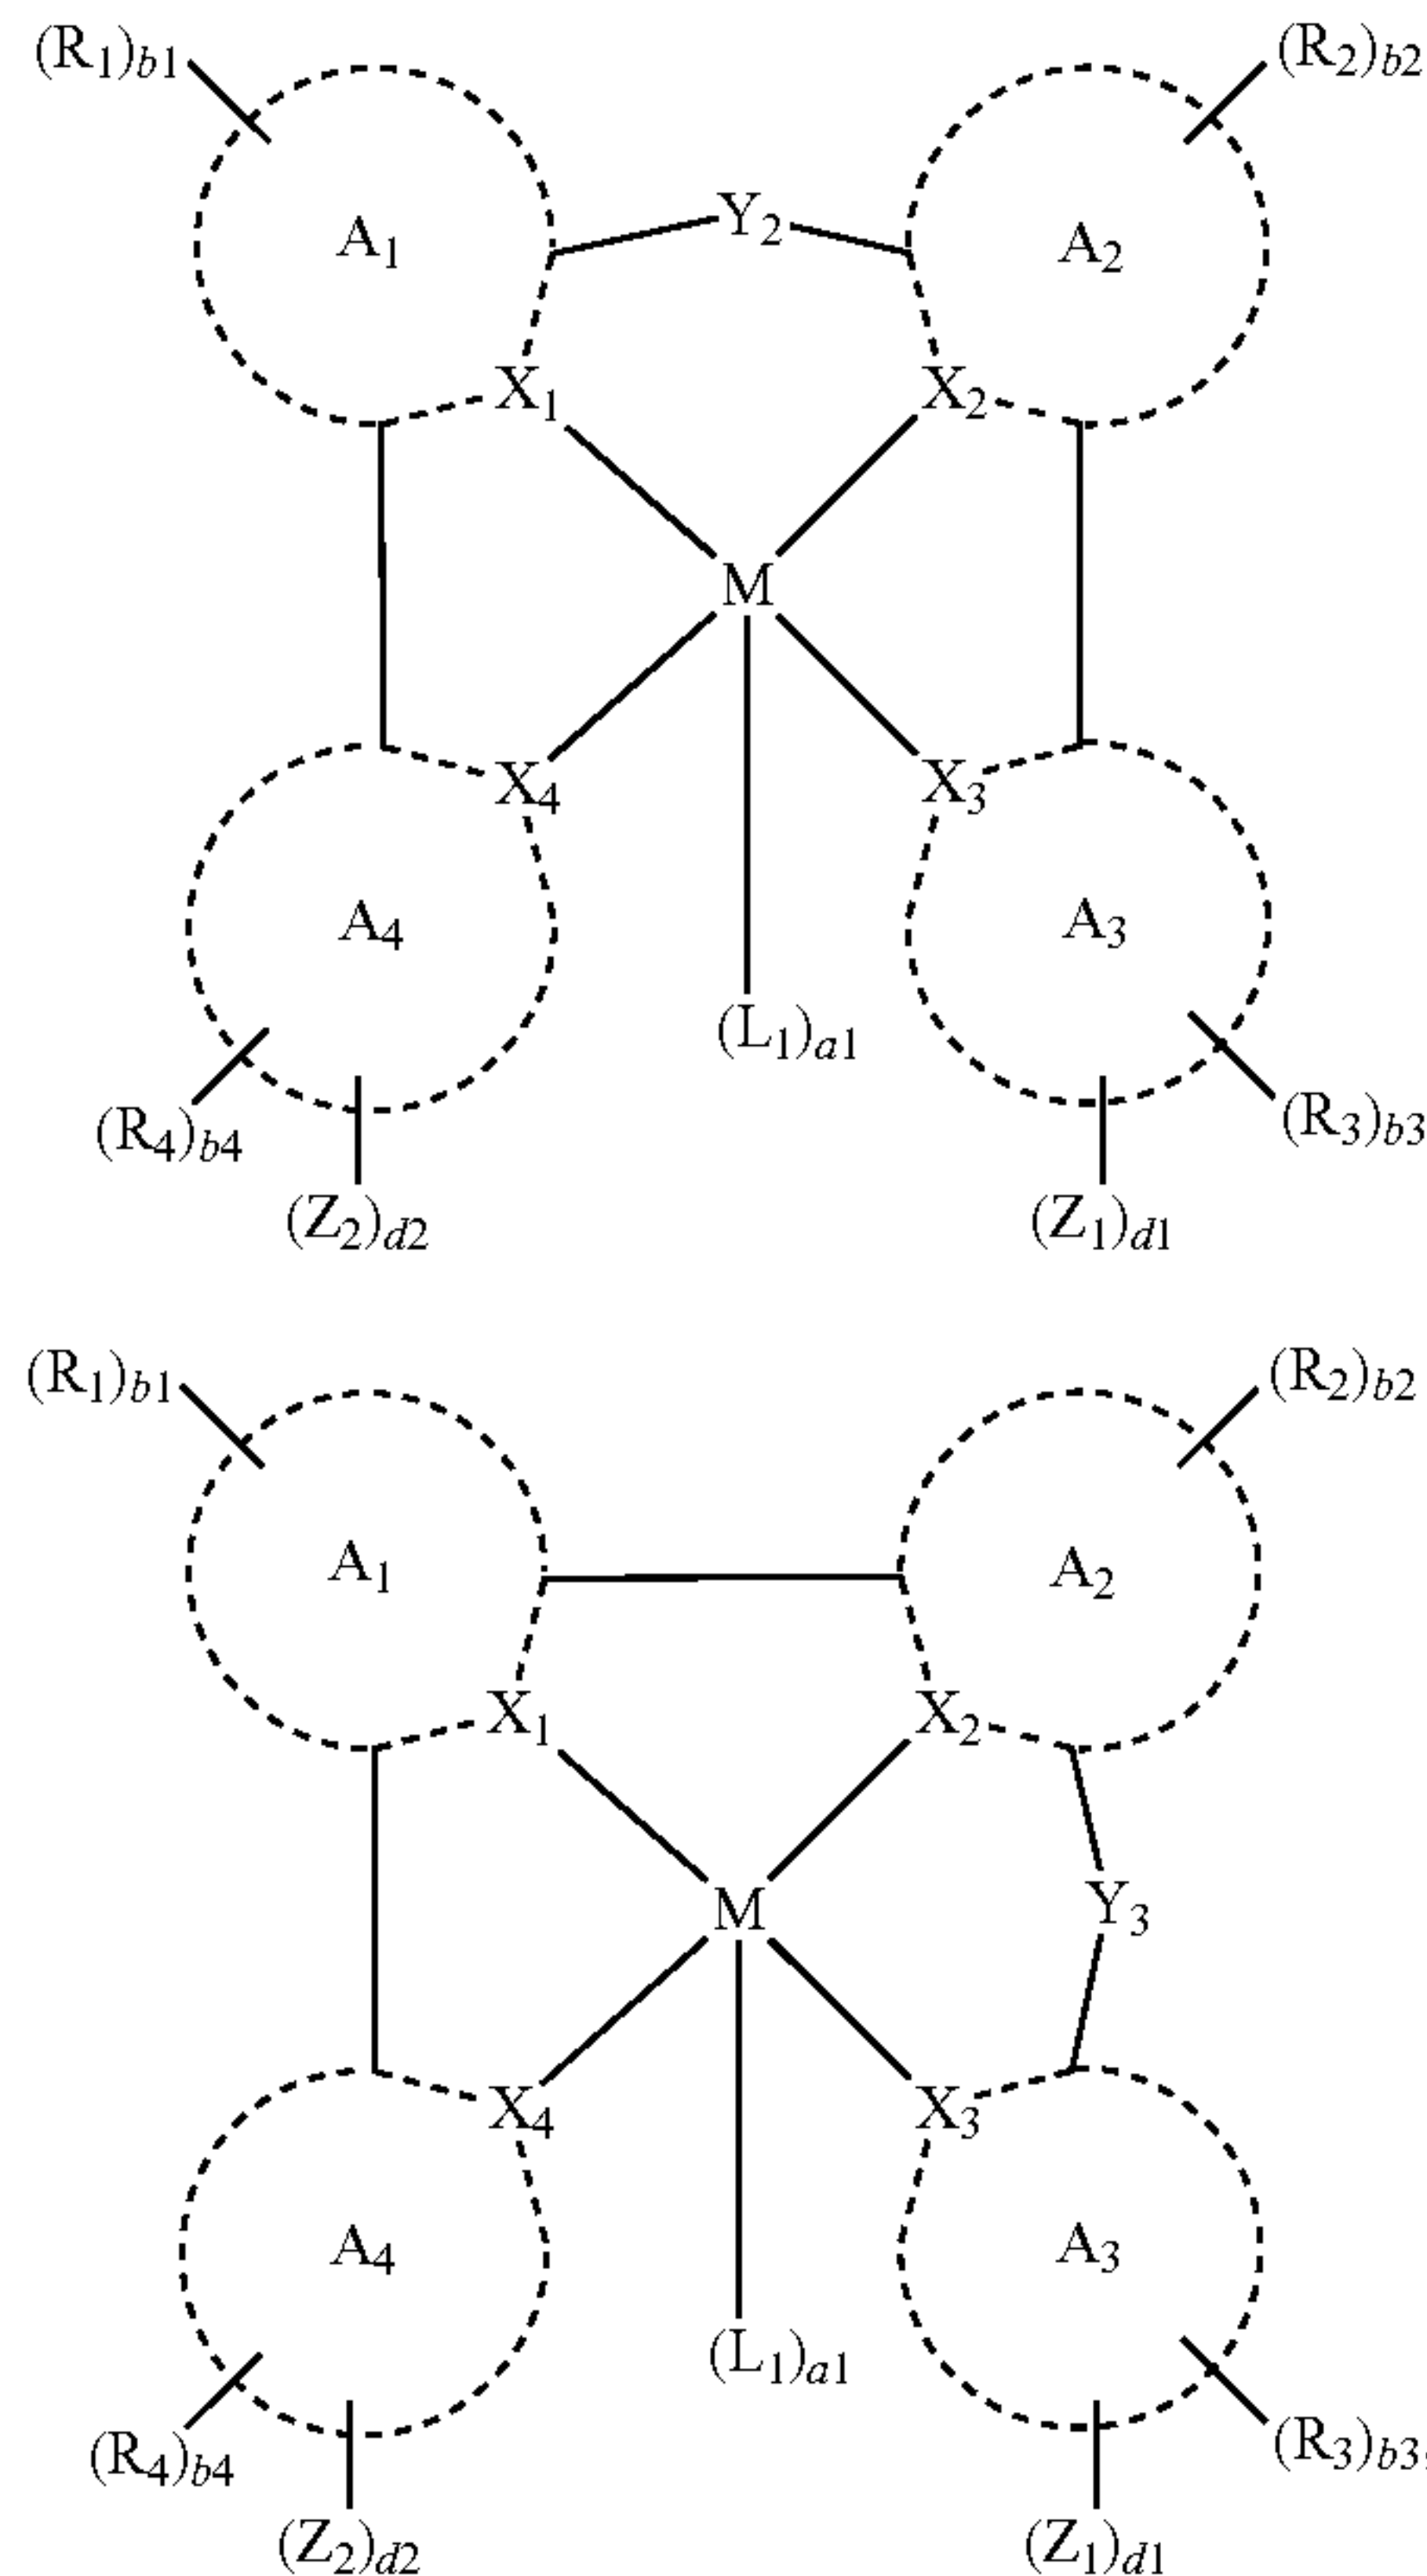 (R₁)b1 (R₂)b2
A₁ Y₂ A₂
X₁ X₂
M
X₄ X₃
A₄ A₃
(L₁)a1
(R₄)b4 (R₃)b3
(Z₂)d2 (Z₁)d1
(R₁)b1 (R₂)b2
A₁ A₂
X₁ X₂
M Y₃
X₄ X₃
A₄ A₃
(L₁)a1
(R₄)b4 (R₃)b3,
(Z₂)d2 (Z₁)d1